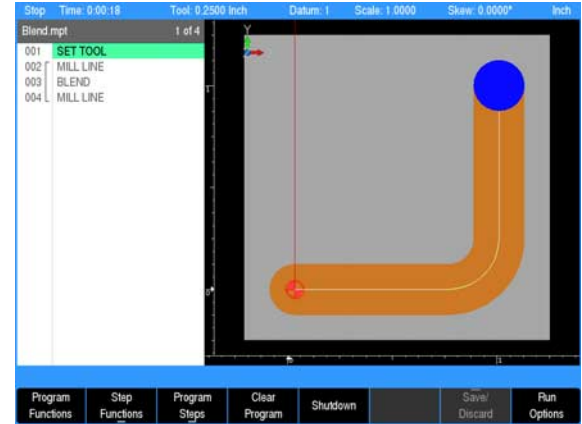 Stop Time: 0:00:18 Tool: 0.2500 Inch Datum: 1 Scale: 1.0000 Skew: 0.0000° Inch
Blend.mpt 1 of 4
001 SET TOOL
002 MILL LINE
003 BLEND
004 MILL LINE
Y
1
0
0
1
Program Functions
Step Functions
Program Steps
Clear Program
Shutdown
Save/ Discard
Run Options